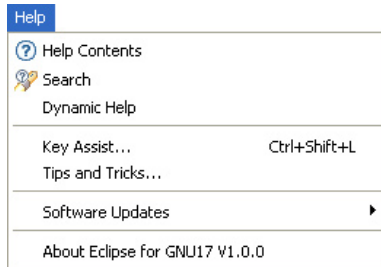 Help
Help Contents
Search
Dynamic Help
Key Assist... Ctrl+Shift+L
Tips and Tricks...
Software Updates
About Eclipse for GNU17 V1.0.0